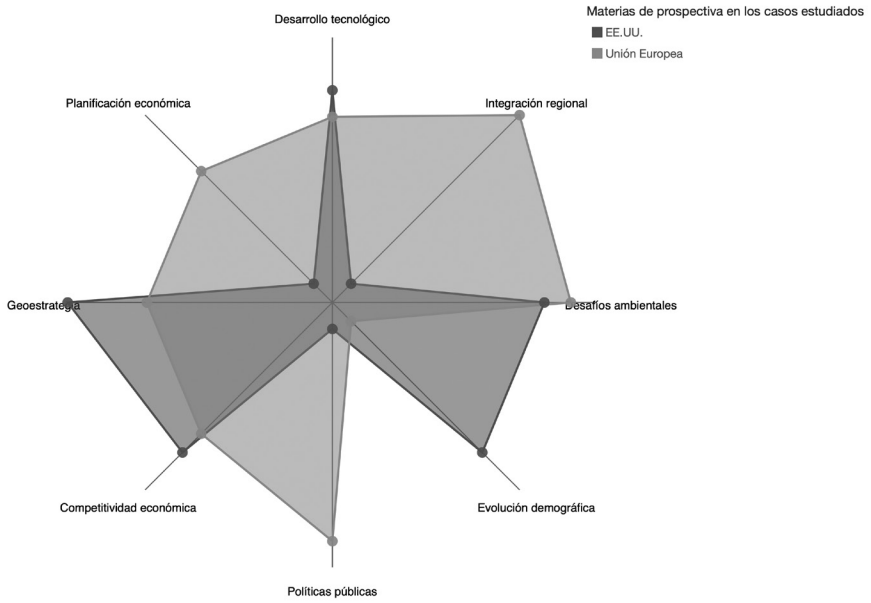 Materias de prospectiva en los casos estudiados
EE.UU.
Unión Europea
Desarrollo tecnológico
Planificación económica
Integración regional
Geoestrategia
Desafíos ambientales
Competitividad económica
Evolución demográfica
Políticas públicas